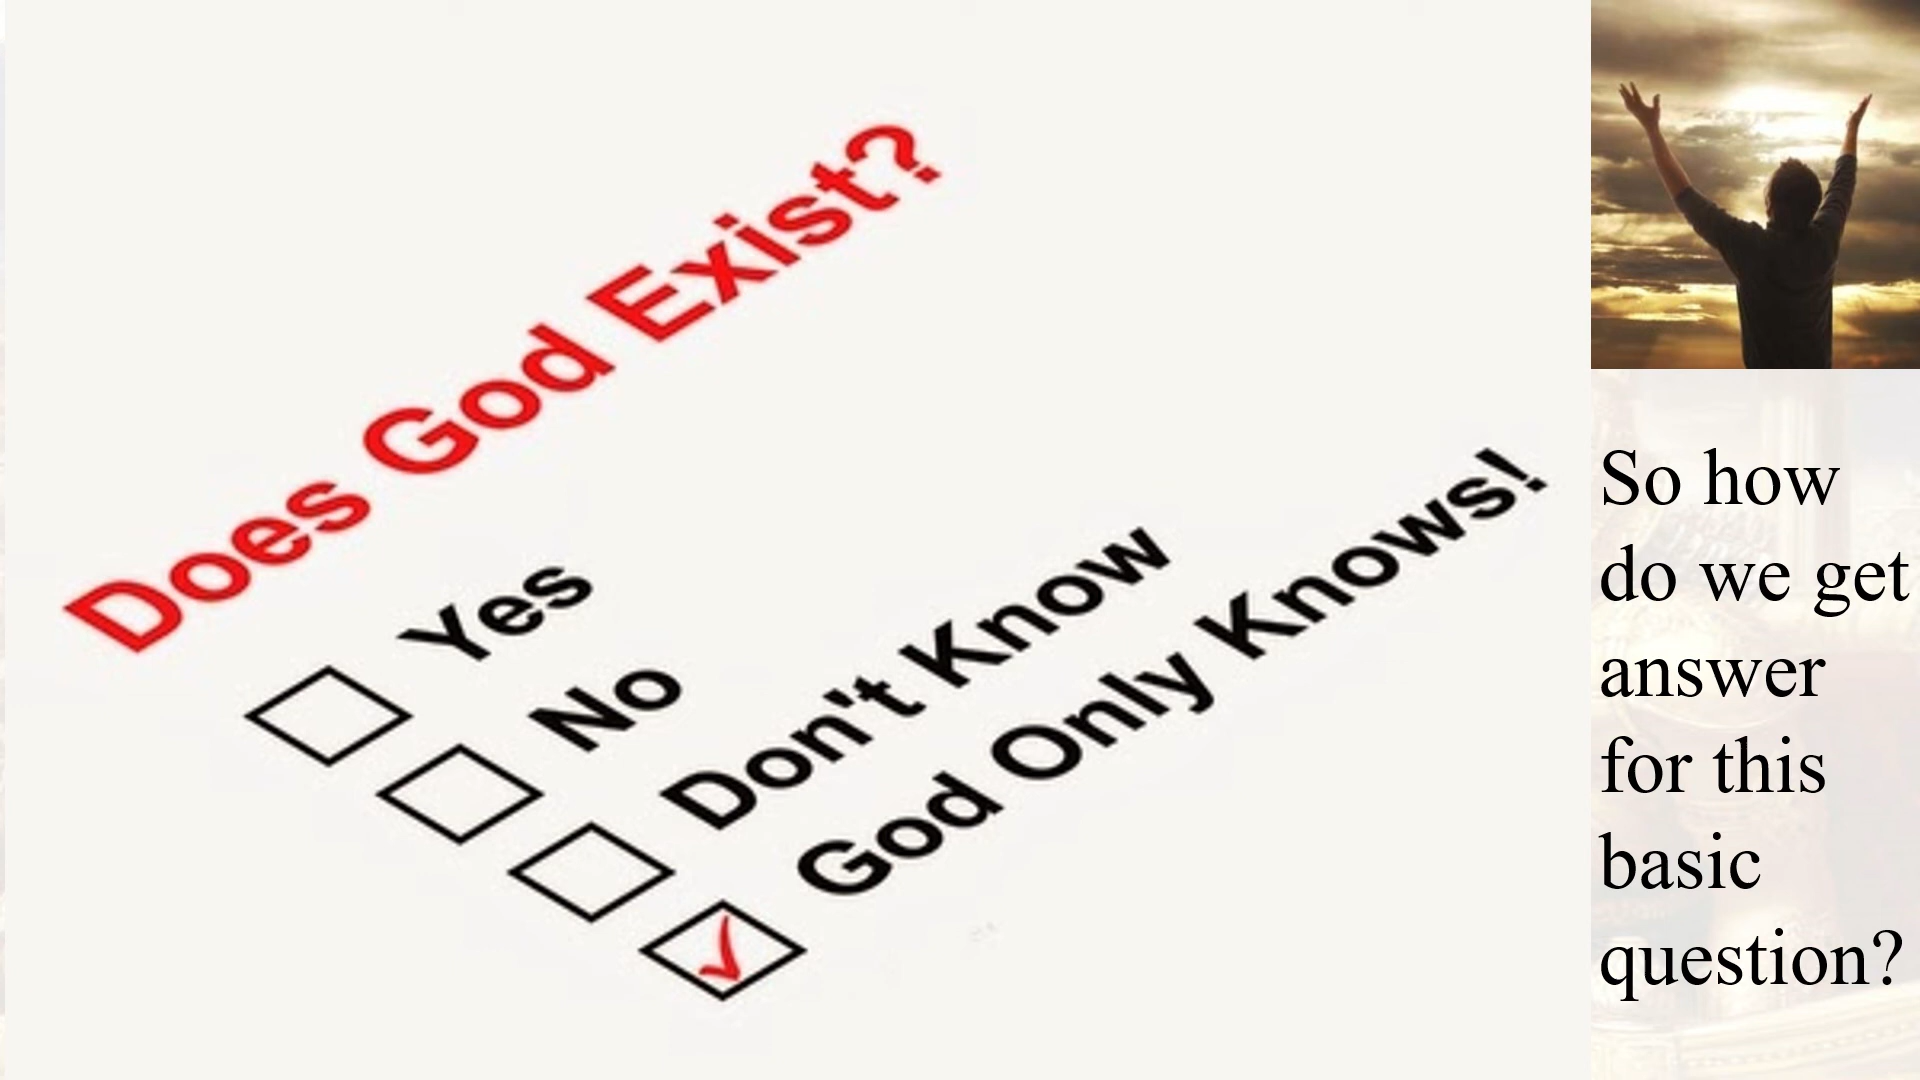 Does God Exist?
Yes
No
Don't Know
God Only Knows!
So how
do we get
answer
for this
basic
question?